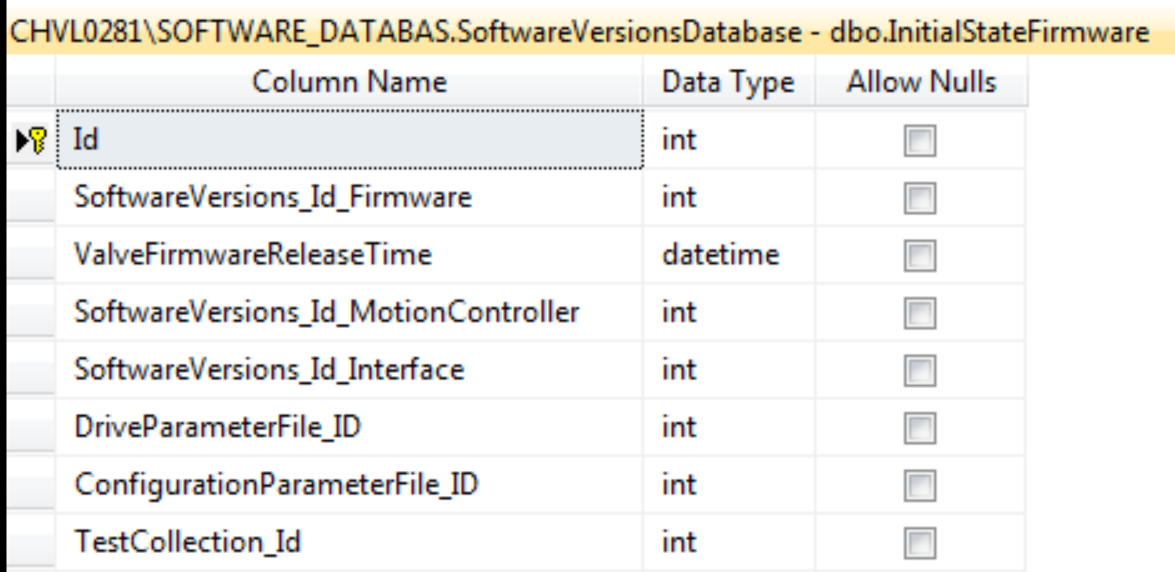 CHVL0281\SOFTWARE_DATABAS.SoftwareVersionsDatabase - dbo.InitialStateFirmware
Column Name Data Type Allow Nulls
Id int
SoftwareVersions_Id_Firmware int
ValveFirmwareReleaseTime datetime
SoftwareVersions_Id_MotionController int
SoftwareVersions_Id_Interface int
DriveParameterFile_ID int
ConfigurationParameterFile_ID int
TestCollection_Id int